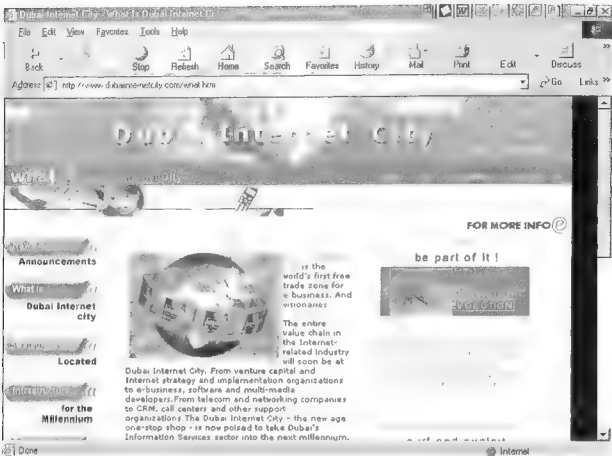 Dubai Internet City - What Is Dubai Internet Ci
File Edit View Favorites Tools Help
Back Stop Refresh Home Search Favorites History Mail Print Edit Discuss
Address http://www.dubaiinternetcity.com/what.htm Go Links »
Dubai Internet City
FOR MORE INFO
Announcements
What is
Dubai Internet
city
Located
for the
Millennium
is the
world's first free
trade zone for
e business. And
visionaries
The entire
value chain in
the Internet-
related Industry
will soon be at
Dubai Internet City. From venture capital and
Internet strategy and implementation organizations
to e-business, software and multi-media
developers.From telecom and networking companies
to CRM, call centers and other support
organizations The Dubai Internet City - the new age
one-stop shop - is now poised to take Dubai's
Information Services sector into the next millennium.
be part of it !
Done
Internet